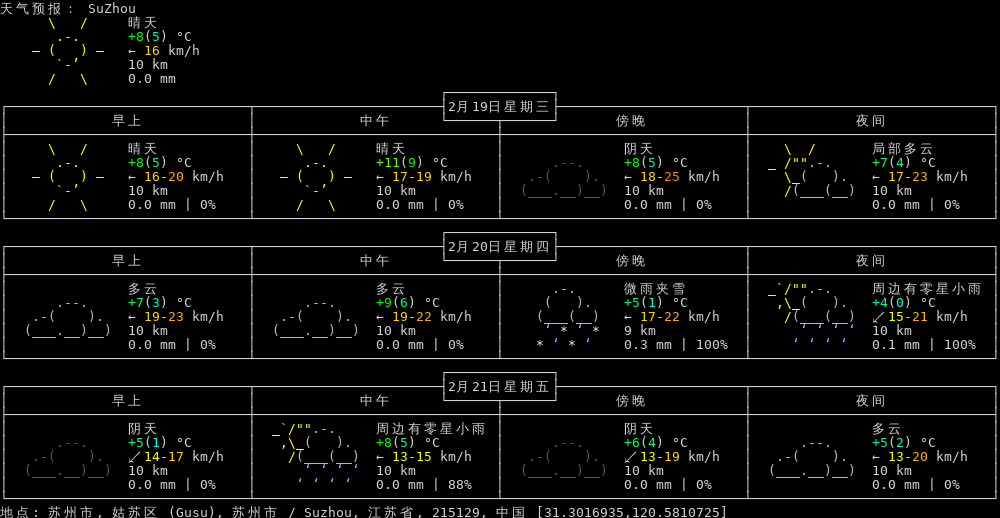 天气预报： SuZhou
晴天
+8(5) °C
← 16 km/h
10 km
0.0 mm
2月19日星期三
早上 中午 傍晚 夜间
晴天 晴天 阴天 局部多云
+8(5) °C +11(9) °C +8(5) °C +7(4) °C
← 16-20 km/h ← 17-19 km/h ← 18-25 km/h ← 17-23 km/h
10 km 10 km 10 km 10 km
0.0 mm | 0% 0.0 mm | 0% 0.0 mm | 0% 0.0 mm | 0%
2月20日星期四
早上 中午 傍晚 夜间
多云 多云 微雨夹雪 周边有零星小雨
+7(3) °C +9(6) °C +5(1) °C +4(0) °C
← 19-23 km/h ← 19-22 km/h ← 17-22 km/h ↙ 15-21 km/h
10 km 10 km 9 km 10 km
0.0 mm | 0% 0.0 mm | 0% 0.3 mm | 100% 0.1 mm | 100%
2月21日星期五
早上 中午 傍晚 夜间
阴天 周边有零星小雨 阴天 多云
+5(1) °C +8(5) °C +6(4) °C +5(2) °C
↙ 14-17 km/h ← 13-15 km/h ↙ 13-19 km/h ← 13-20 km/h
10 km 10 km 10 km 10 km
0.0 mm | 0% 0.0 mm | 88% 0.0 mm | 0% 0.0 mm | 0%
地点: 苏州市, 姑苏区 (Gusu), 苏州市 / Suzhou, 江苏省, 215129, 中国 [31.3016935,120.5810725]